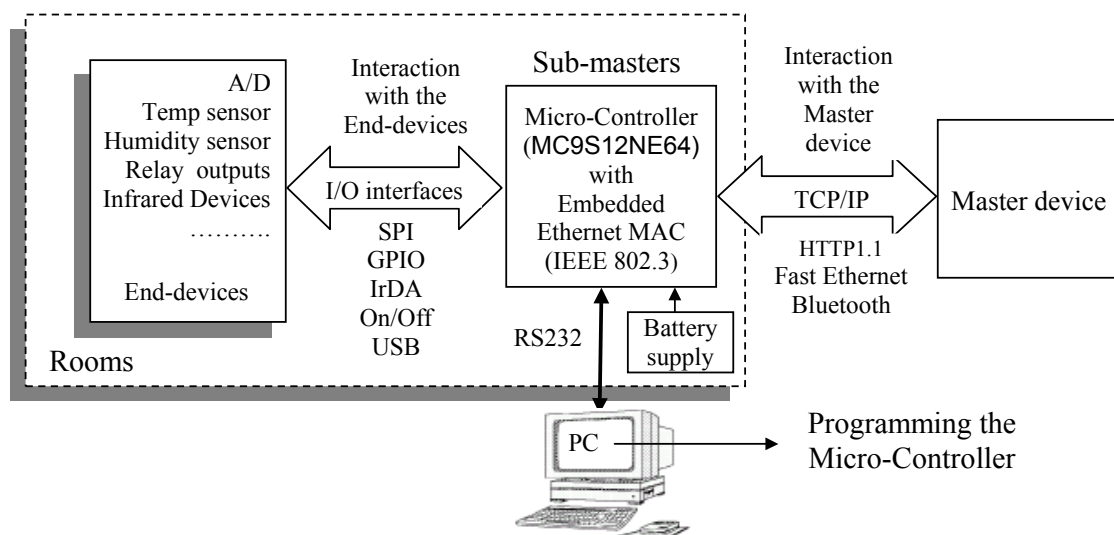 A/D
Temp sensor
Humidity sensor
Relay outputs
Infrared Devices
……….
End-devices
Rooms
Interaction
with the
End-devices
I/O interfaces
SPI
GPIO
IrDA
On/Off
USB
Sub-masters
Micro-Controller
(MC9S12NE64)
with
Embedded
Ethernet MAC
(IEEE 802.3)
RS232
Battery
supply
Interaction
with the
Master
device
TCP/IP
HTTP1.1
Fast Ethernet
Bluetooth
Master device
PC
Programming the
Micro-Controller